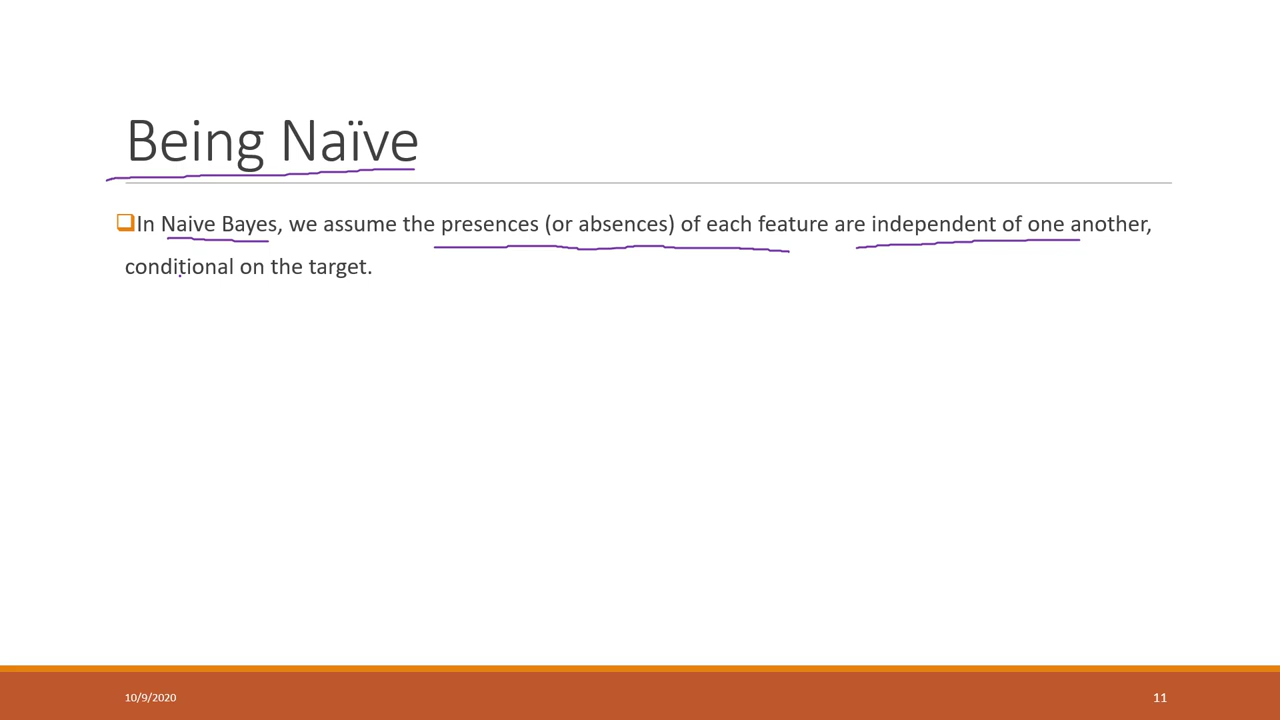 Being Naïve
In Naive Bayes, we assume the presences (or absences) of each feature are independent of one another,
conditional on the target.
10/9/2020
11